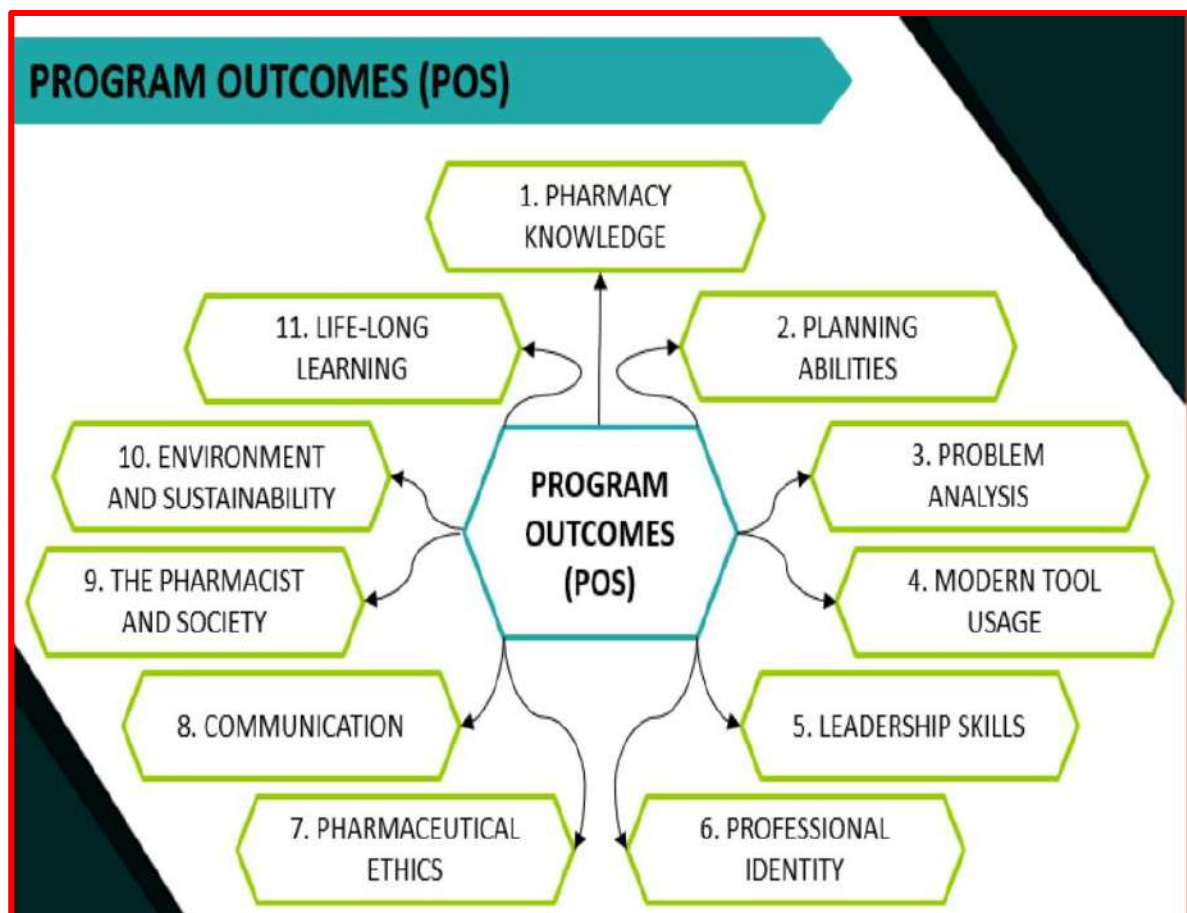 PROGRAM OUTCOMES (POS)
1. PHARMACY
KNOWLEDGE
2. PLANNING
ABILITIES
3. PROBLEM
ANALYSIS
4. MODERN TOOL
USAGE
5. LEADERSHIP SKILLS
6. PROFESSIONAL
IDENTITY
7. PHARMACEUTICAL
ETHICS
8. COMMUNICATION
9. THE PHARMACIST
AND SOCIETY
10. ENVIRONMENT
AND SUSTAINABILITY
11. LIFE-LONG
LEARNING
PROGRAM
OUTCOMES
(POS)